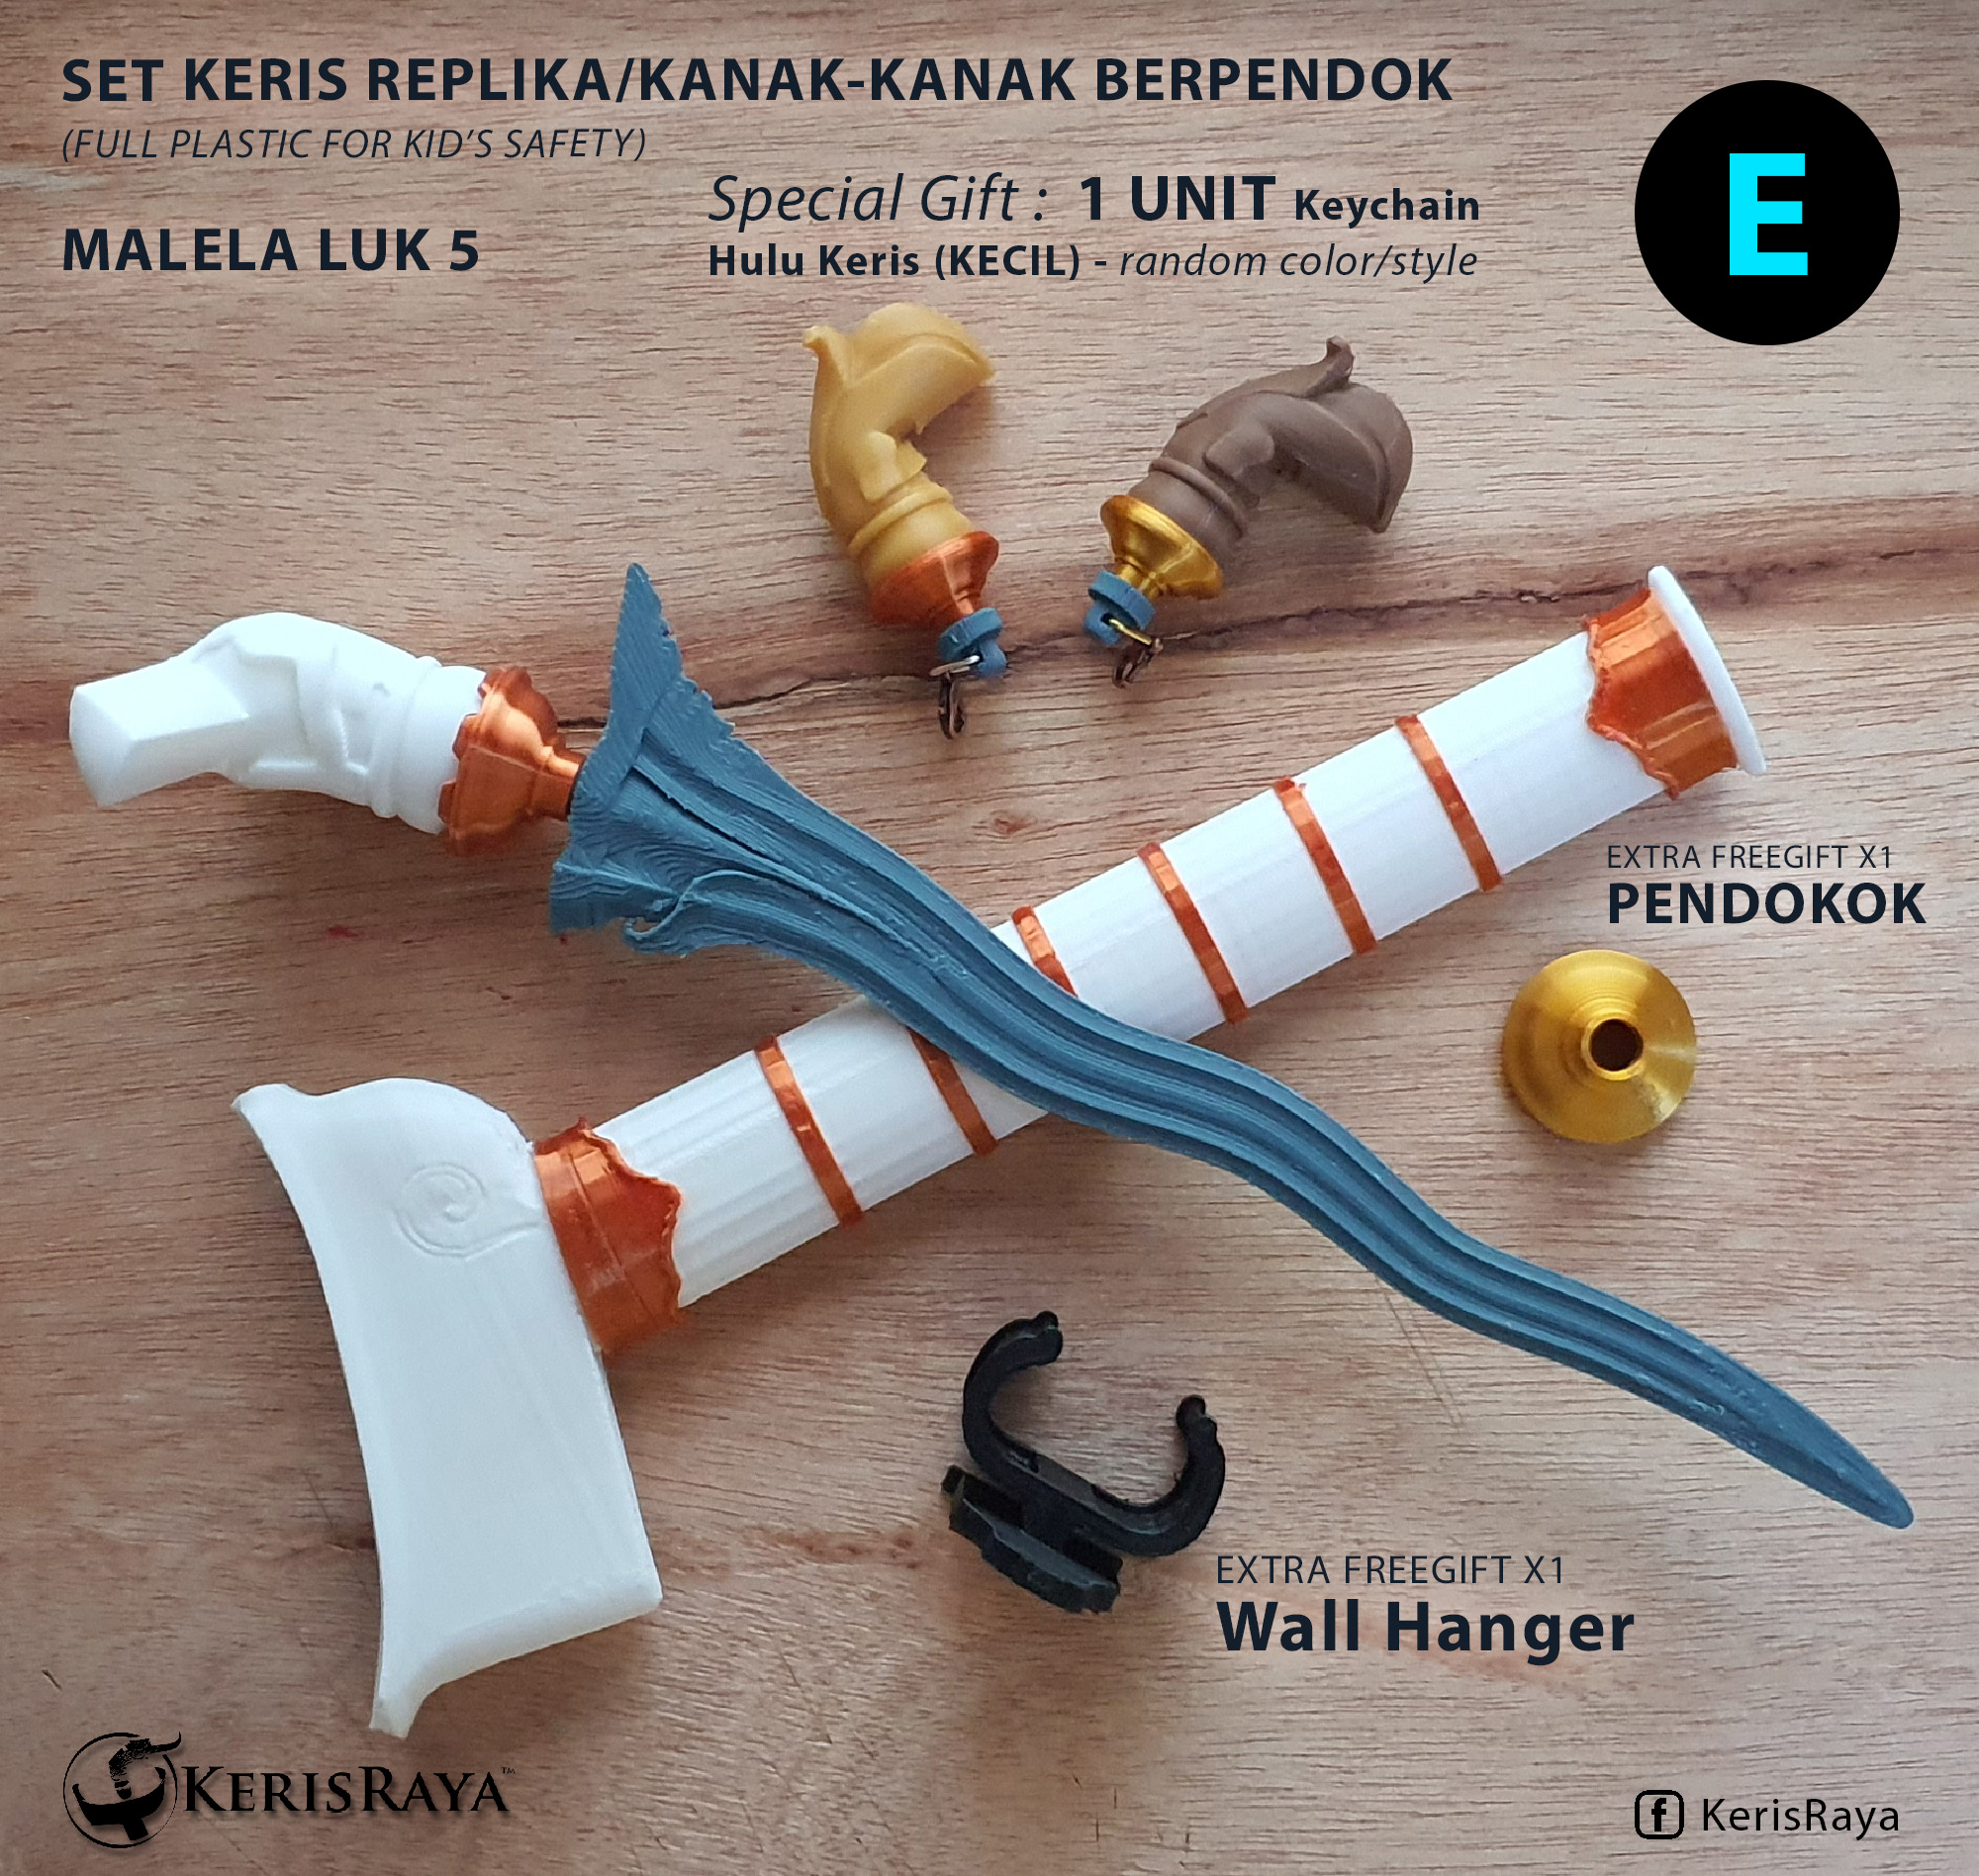 SET KERIS REPLIKA/KANAK-KANAK BERPENDOK
(FULL PLASTIC FOR KID'S SAFETY)
MALELA LUK 5
Special Gift : 1 UNIT Keychain
Hulu Keris (KECIL) - random color/style
E
EXTRA FREEGIFT X1
PENDOKOK
EXTRA FREEGIFT X1
Wall Hanger
KERISRAYA™
f KerisRaya